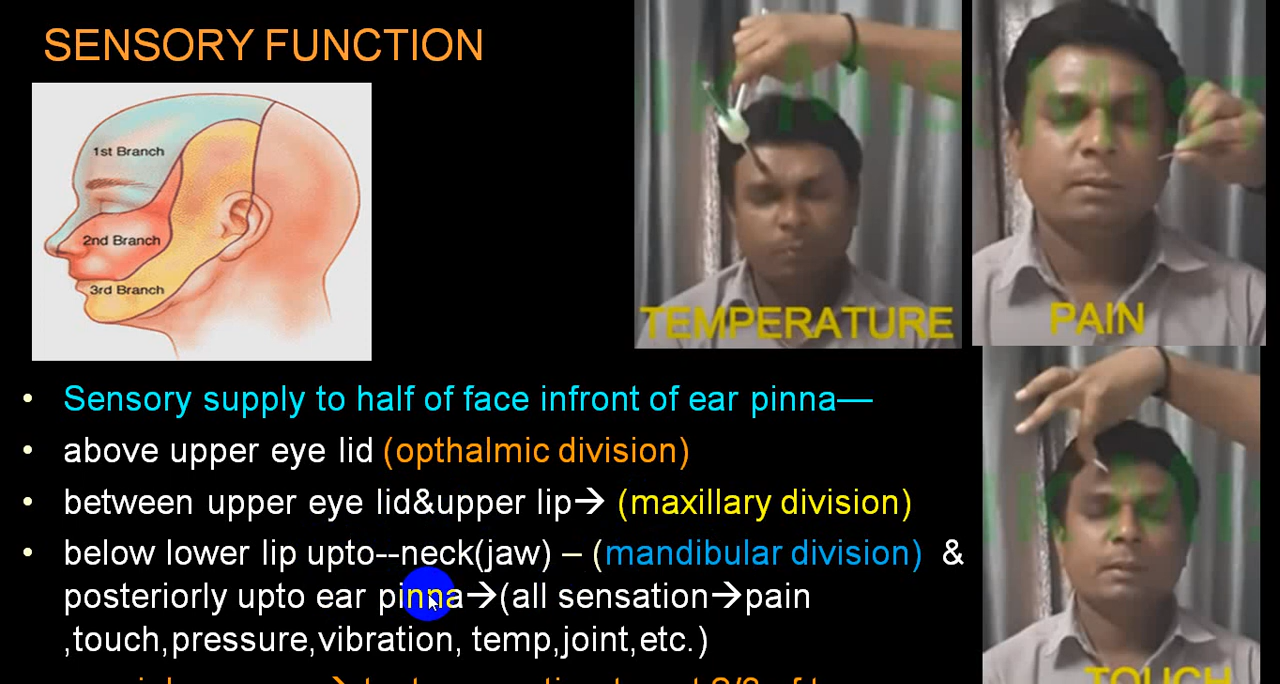 SENSORY FUNCTION
1st Branch
2nd Branch
3rd Branch
TEMPERATURE
PAIN
• Sensory supply to half of face infront of ear pinna—
• above upper eye lid (opthalmic division)
• between upper eye lid&upper lip→ (maxillary division)
• below lower lip upto--neck(jaw) – (mandibular division) &
posteriorly upto ear pinna→(all sensation→pain
,touch,pressure,vibration, temp,joint,etc.)
TOUCH